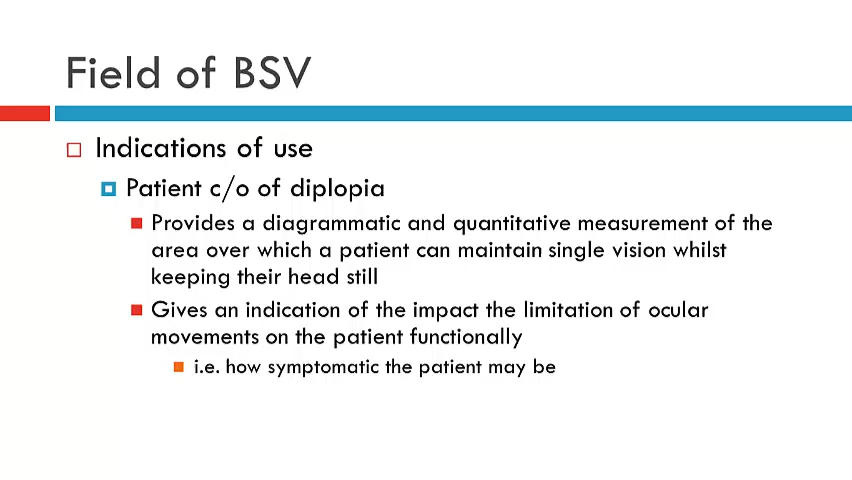 Field of BSV
Indications of use
Patient c/o of diplopia
Provides a diagrammatic and quantitative measurement of the
area over which a patient can maintain single vision whilst
keeping their head still
Gives an indication of the impact the limitation of ocular
movements on the patient functionally
i.e. how symptomatic the patient may be